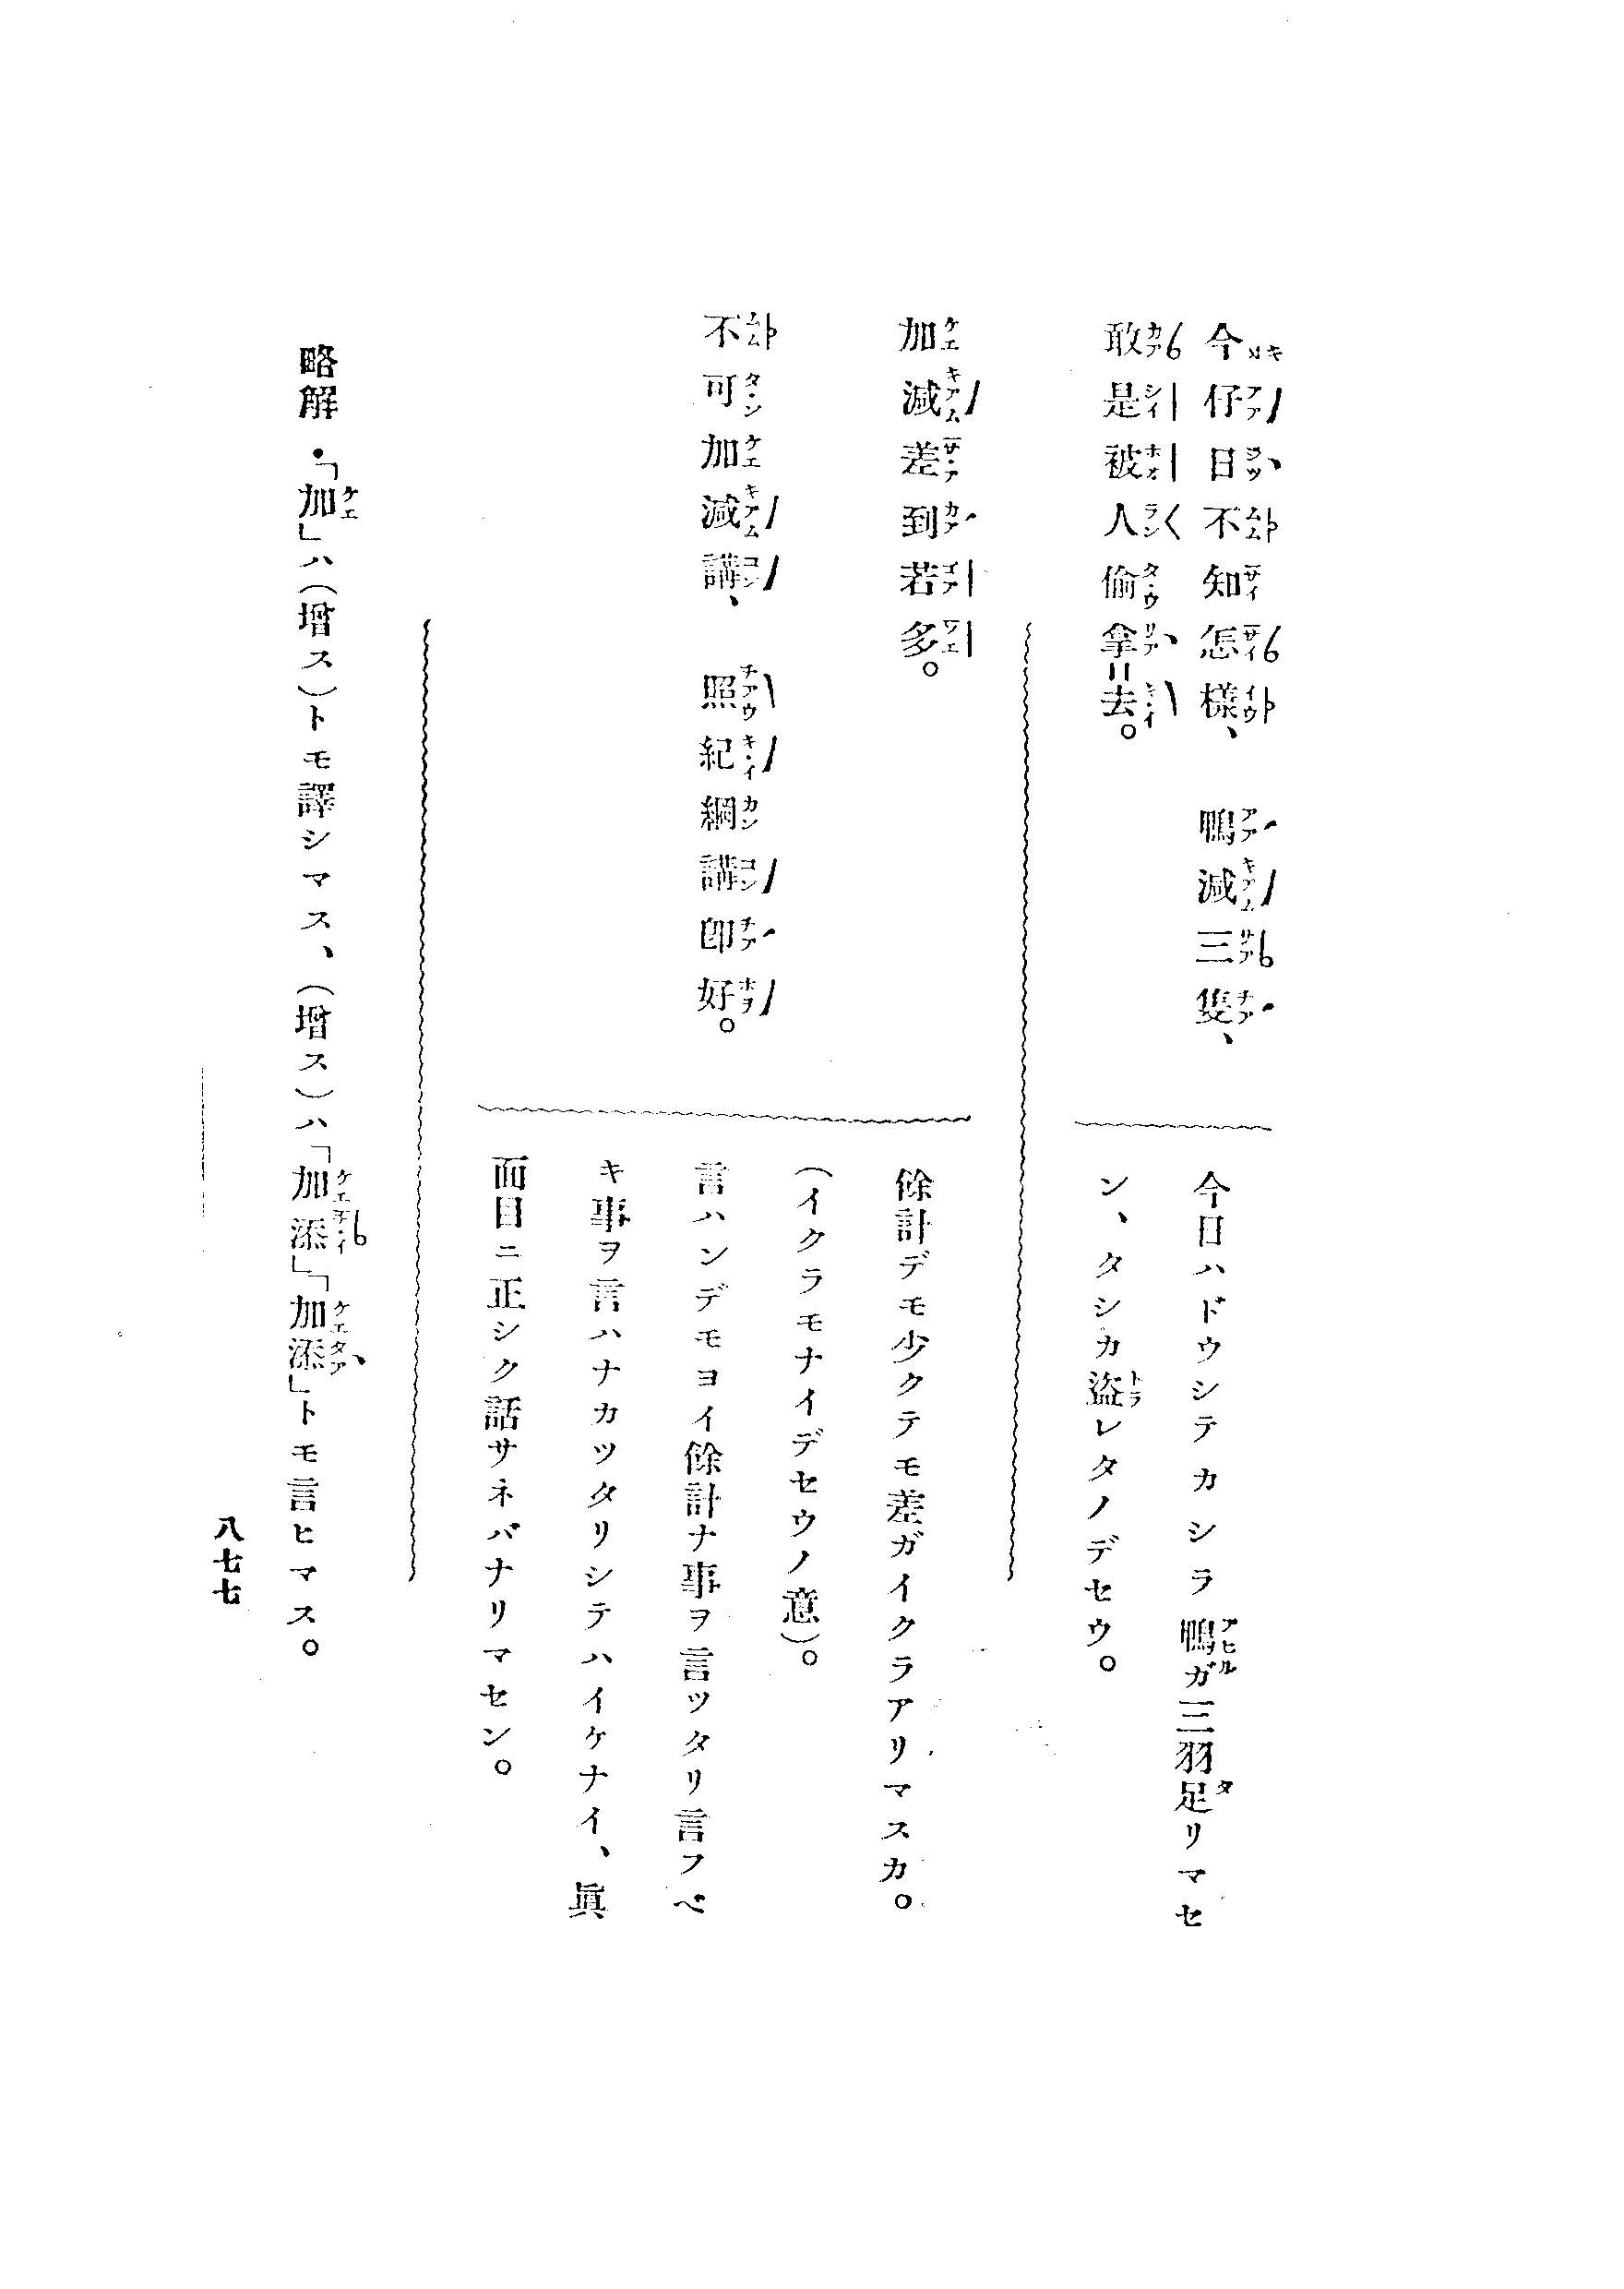 今仔日不知怎樣、鴨減三隻、
敢是被人偷拿＝去。
今日ハドウシテカシラ鴨ガ三羽足リマセ
ン、タシカ盜レタノデセウ。
加減差到若多。
餘計デモ少クテモ差ガイクラアリマスカ。
（イクラモナイデセウノ意）。
不可加減講、照紀綱講卽好。
言ハンデモヨイ餘計ナ事ヲ言ツタリ言フベ
キ事ヲ言ハナカツタリシテハイケナイ、眞
面目ニ正シク話サネバナリマセン。
略解・「加」ハ（增ス）トモ譯シマス、（增ス）ハ「加添」「加添」トモ言ヒマス。
八七七